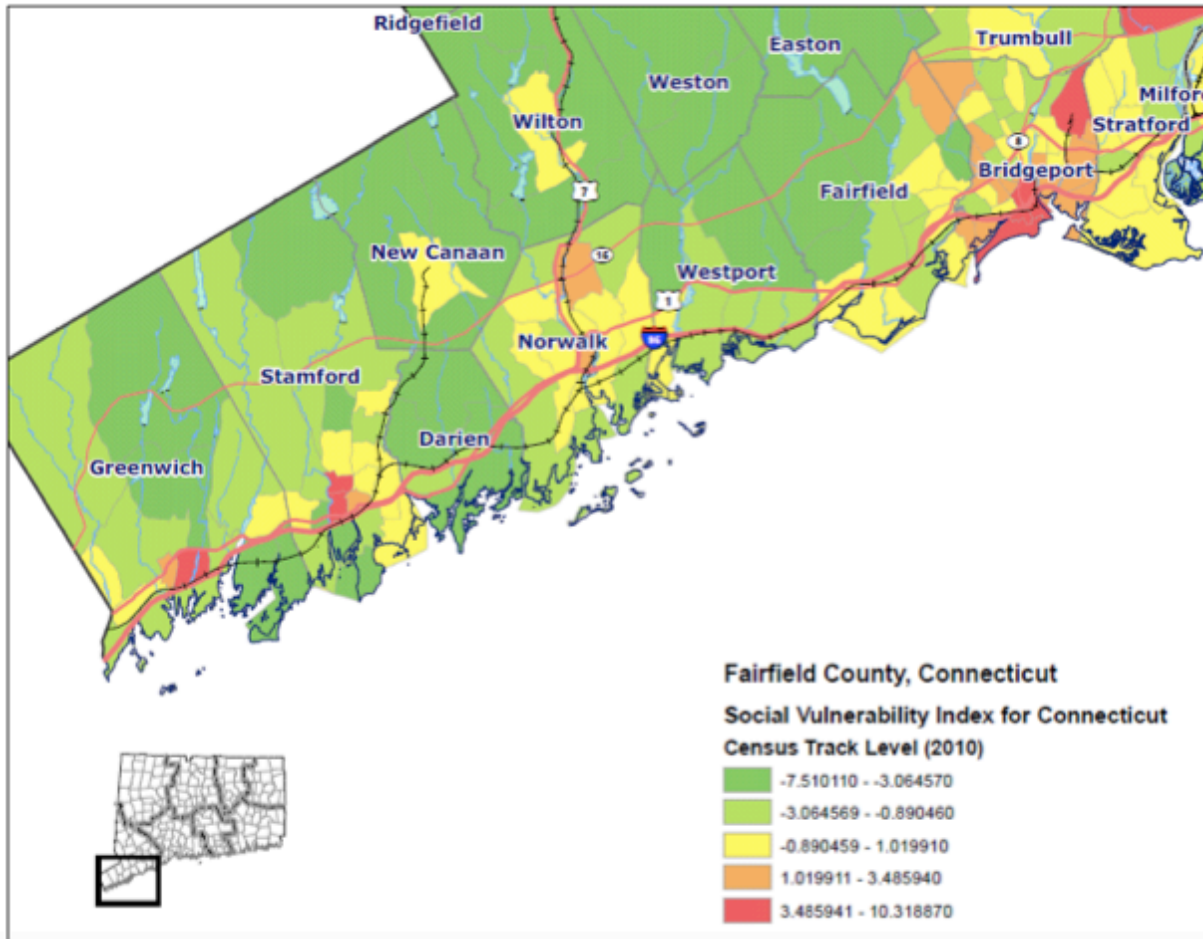 Ridgefield
Easton
Trumbull
Weston
Milfor
Wilton
Stratford
8
Bridgeport
7
Fairfield
New Canaan
16
Westport
1
Norwalk
95
Stamford
Darien
Greenwich
Fairfield County, Connecticut
Social Vulnerability Index for Connecticut
Census Track Level (2010)
-7.510110 - -3.064570
-3.064569 - -0.890460
-0.890459 - 1.019910
1.019911 - 3.485940
3.485941 - 10.318870